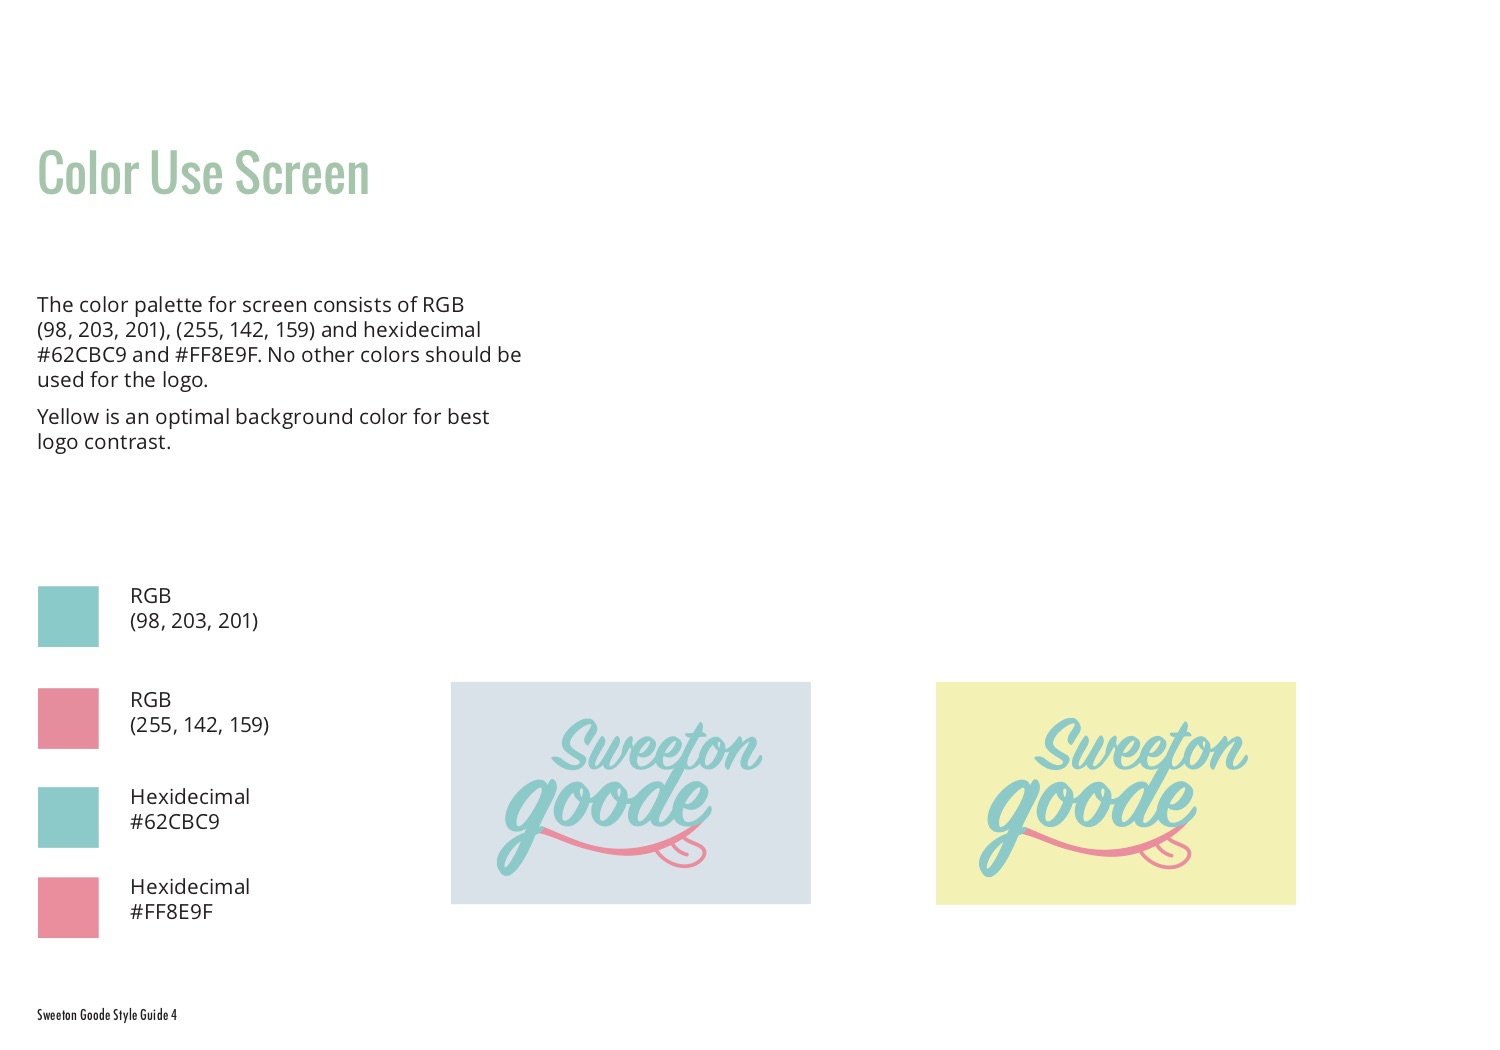 Color Use Screen
The color palette for screen consists of RGB
(98, 203, 201), (255, 142, 159) and hexidecimal
#62CBC9 and #FF8E9F. No other colors should be
used for the logo.
Yellow is an optimal background color for best
logo contrast.
RGB
(98, 203, 201)
RGB
(255, 142, 159)
Hexidecimal
#62CBC9
Hexidecimal
#FF8E9F
Sweeton
goode
Sweeton
goode
Sweeton Goode Style Guide 4